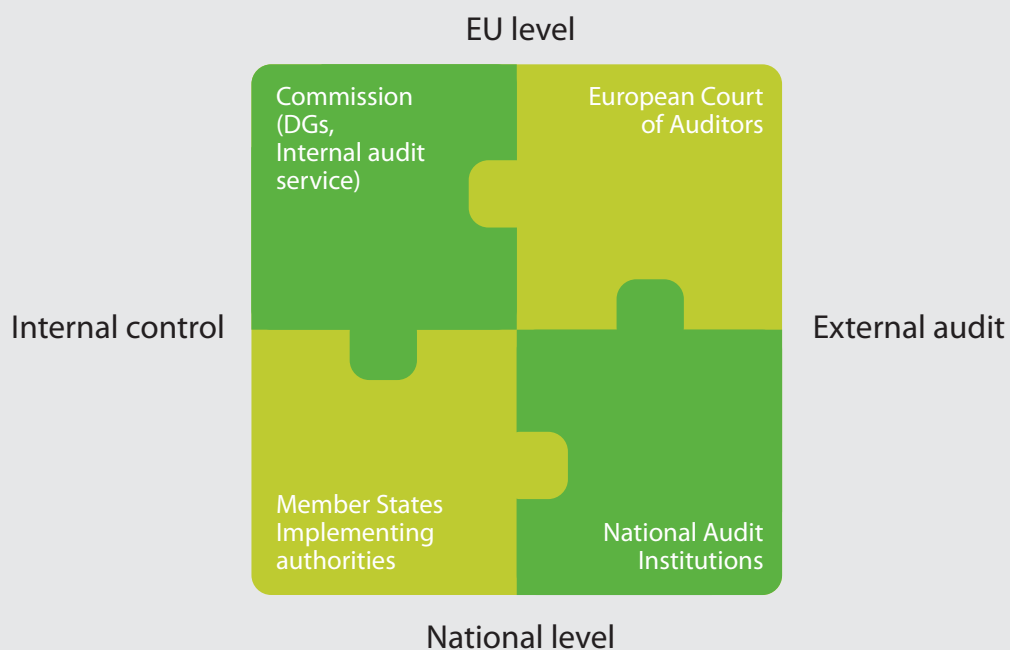 EU level
Commission
(DGs,
Internal audit
service)
European Court
of Auditors
Internal control
External audit
Member States
Implementing
authorities
National Audit
Institutions
National level